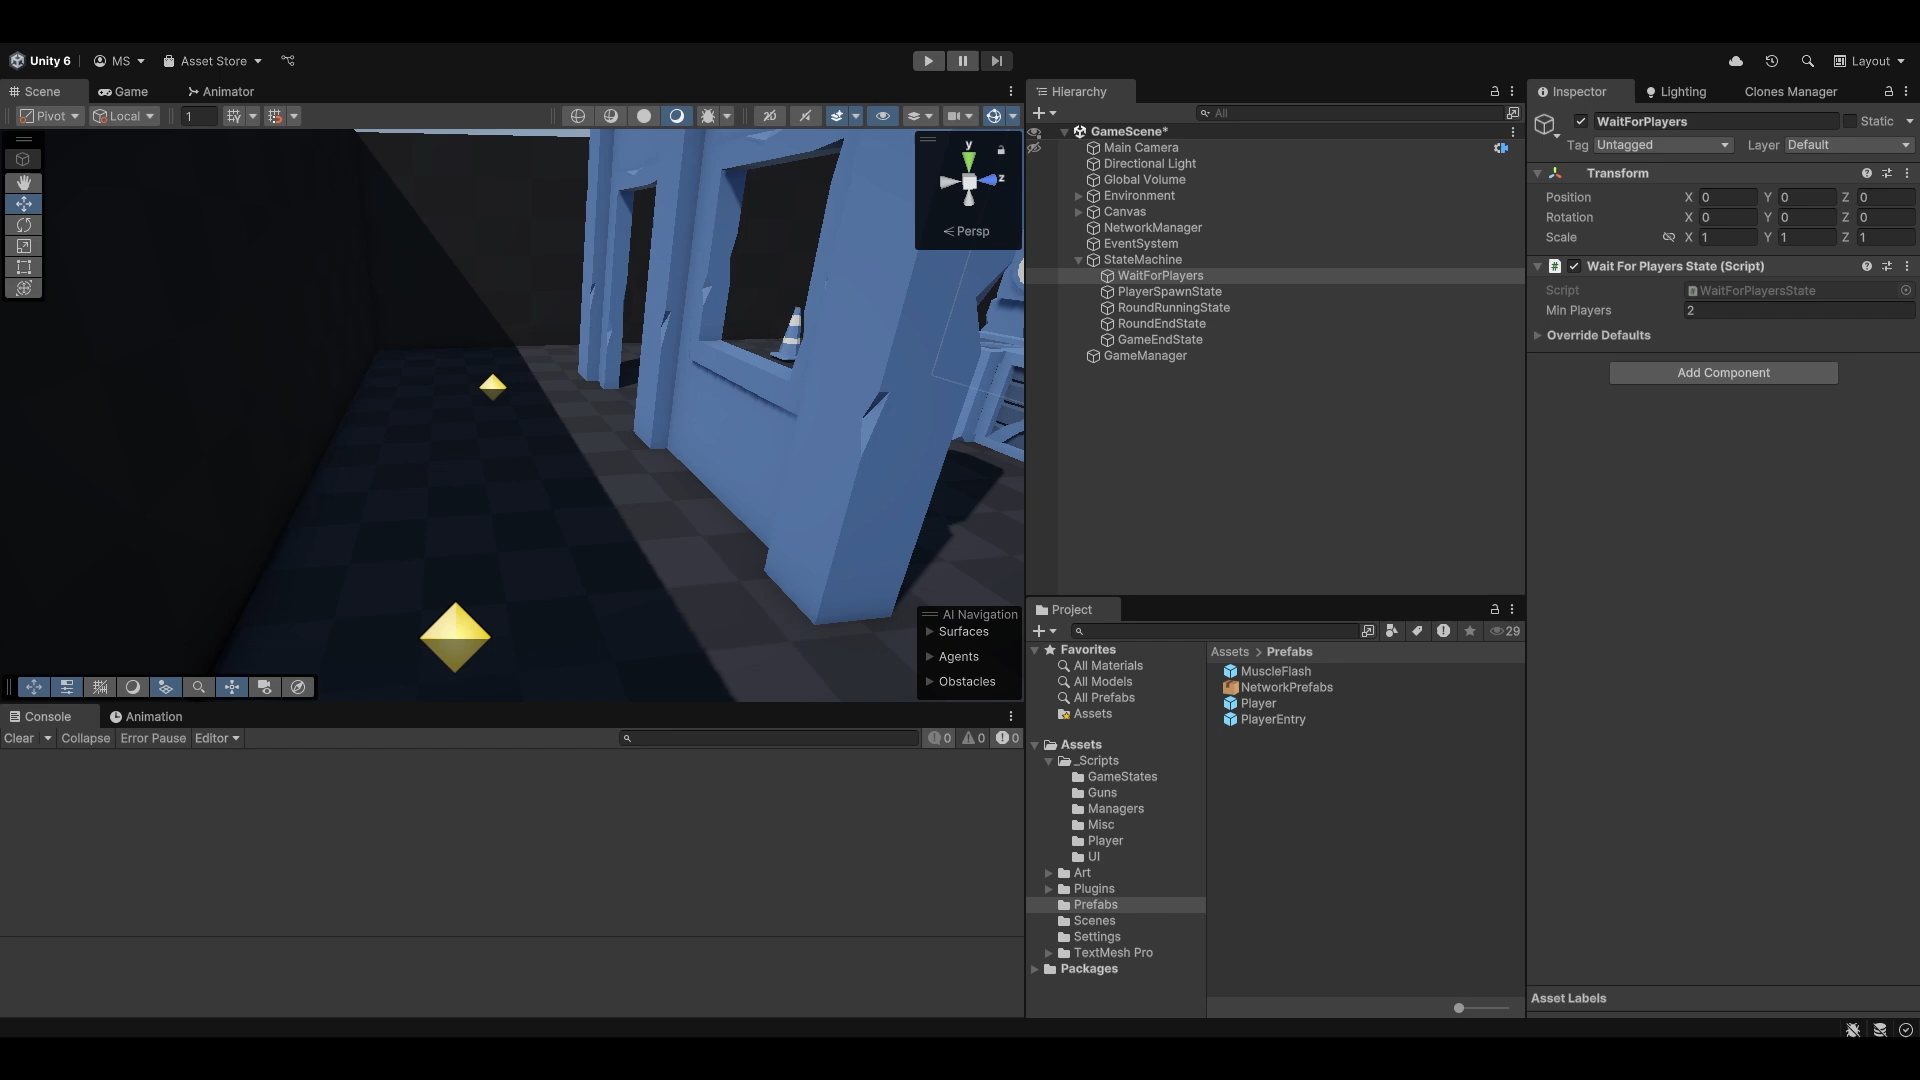 Unity 6
MS
Asset Store
Layout
Scene
Game
Animator
Pivot
Local
1
y
z
Persp
AI Navigation
Surfaces
Agents
Obstacles
Console
Animation
Clear
Collapse
Error Pause
Editor
0
0
0
Hierarchy
All
GameScene*
Main Camera
Directional Light
Global Volume
Environment
Canvas
NetworkManager
EventSystem
StateMachine
WaitForPlayers
PlayerSpawnState
RoundRunningState
RoundEndState
GameEndState
GameManager
Project
29
Favorites
All Materials
All Models
All Prefabs
Assets
Assets
_Scripts
GameStates
Guns
Managers
Misc
Player
UI
Art
Plugins
Prefabs
Scenes
Settings
TextMesh Pro
Packages
Assets > Prefabs
MuscleFlash
NetworkPrefabs
Player
PlayerEntry
Inspector
Lighting
Clones Manager
WaitForPlayers
Static
Tag Untagged
Layer Default
Transform
Position X 0 Y 0 Z 0
Rotation X 0 Y 0 Z 0
Scale X 1 Y 1 Z 1
# Wait For Players State (Script)
Script WaitForPlayersState
Min Players 2
Override Defaults
Add Component
Asset Labels